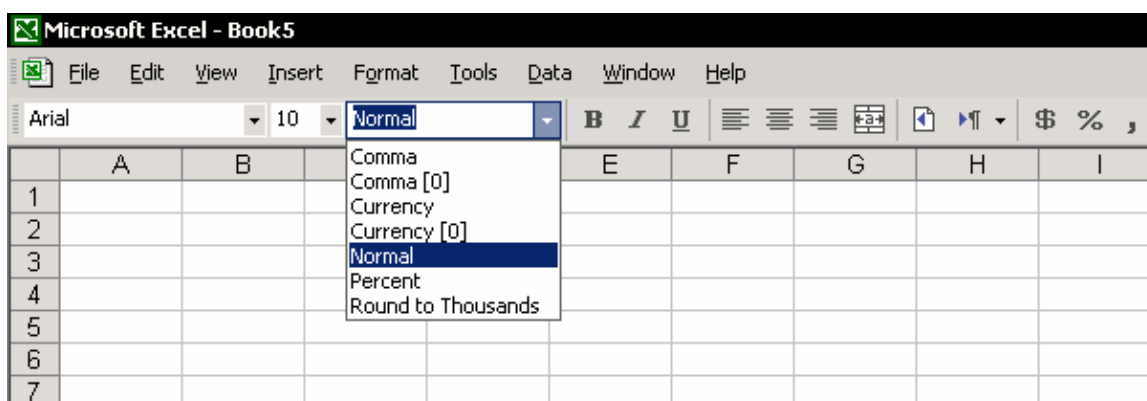 Microsoft Excel - Book5
File Edit View Insert Format Tools Data Window Help
Arial 10 Normal B I U a $ % ,
A B E F G H I
Comma
Comma [0]
Currency
Currency [0]
Normal
Percent
Round to Thousands
1
2
3
4
5
6
7